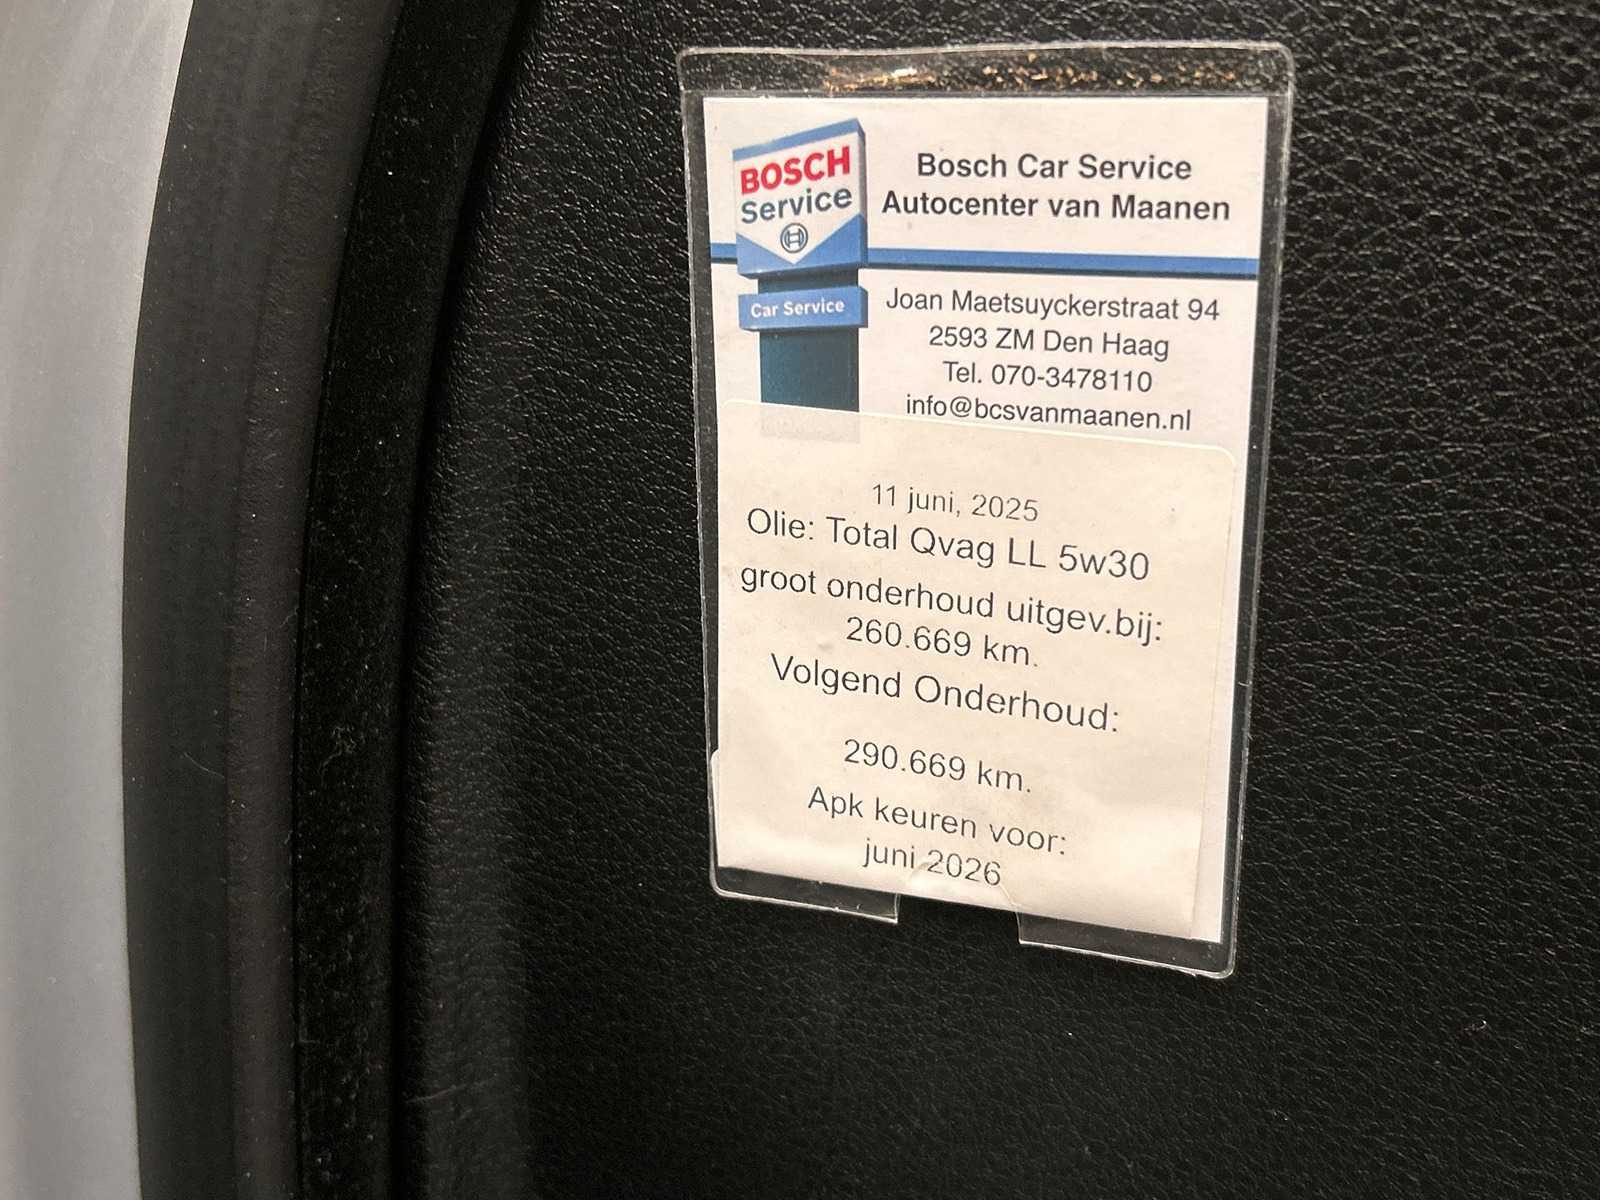 BOSCH
Service
Car Service
Bosch Car Service
Autocenter van Maanen
Joan Maetsuyckerstraat 94
2593 ZM Den Haag
Tel. 070-3478110
info@bcsvanmaanen.nl
11 juni, 2025
Olie: Total Qvag LL 5w30
groot onderhoud uitgev.bij:
260.669 km.
Volgend Onderhoud:
290.669 km.
Apk keuren voor:
juni 2026